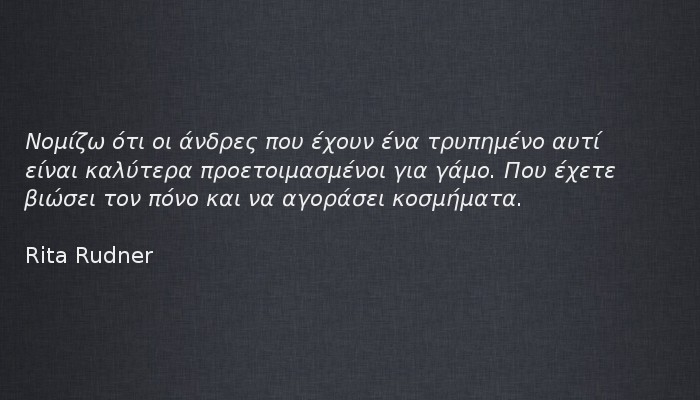 Νομίζω ότι οι άνδρες που έχουν ένα τρυπημένο αυτί
είναι καλύτερα προετοιμασμένοι για γάμο. Που έχετε
βιώσει τον πόνο και να αγοράσει κοσμήματα.
Rita Rudner